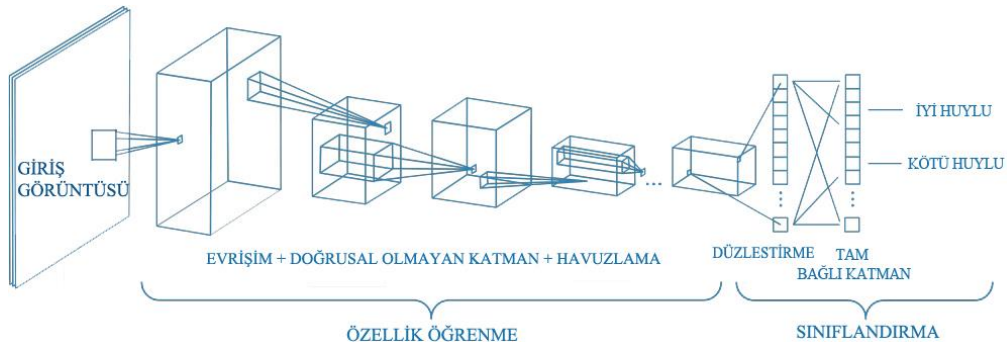 GİRİŞ
GÖRÜNTÜSÜ
İYİ HUYLU
KÖTÜ HUYLU
EVRİŞİM + DOĞRUSAL OLMAYAN KATMAN + HAVUZLAMA
DÜZLESTİRME
TAM
BAĞLI KATMAN
ÖZELLİK ÖĞRENME
SINIFLANDIRMA